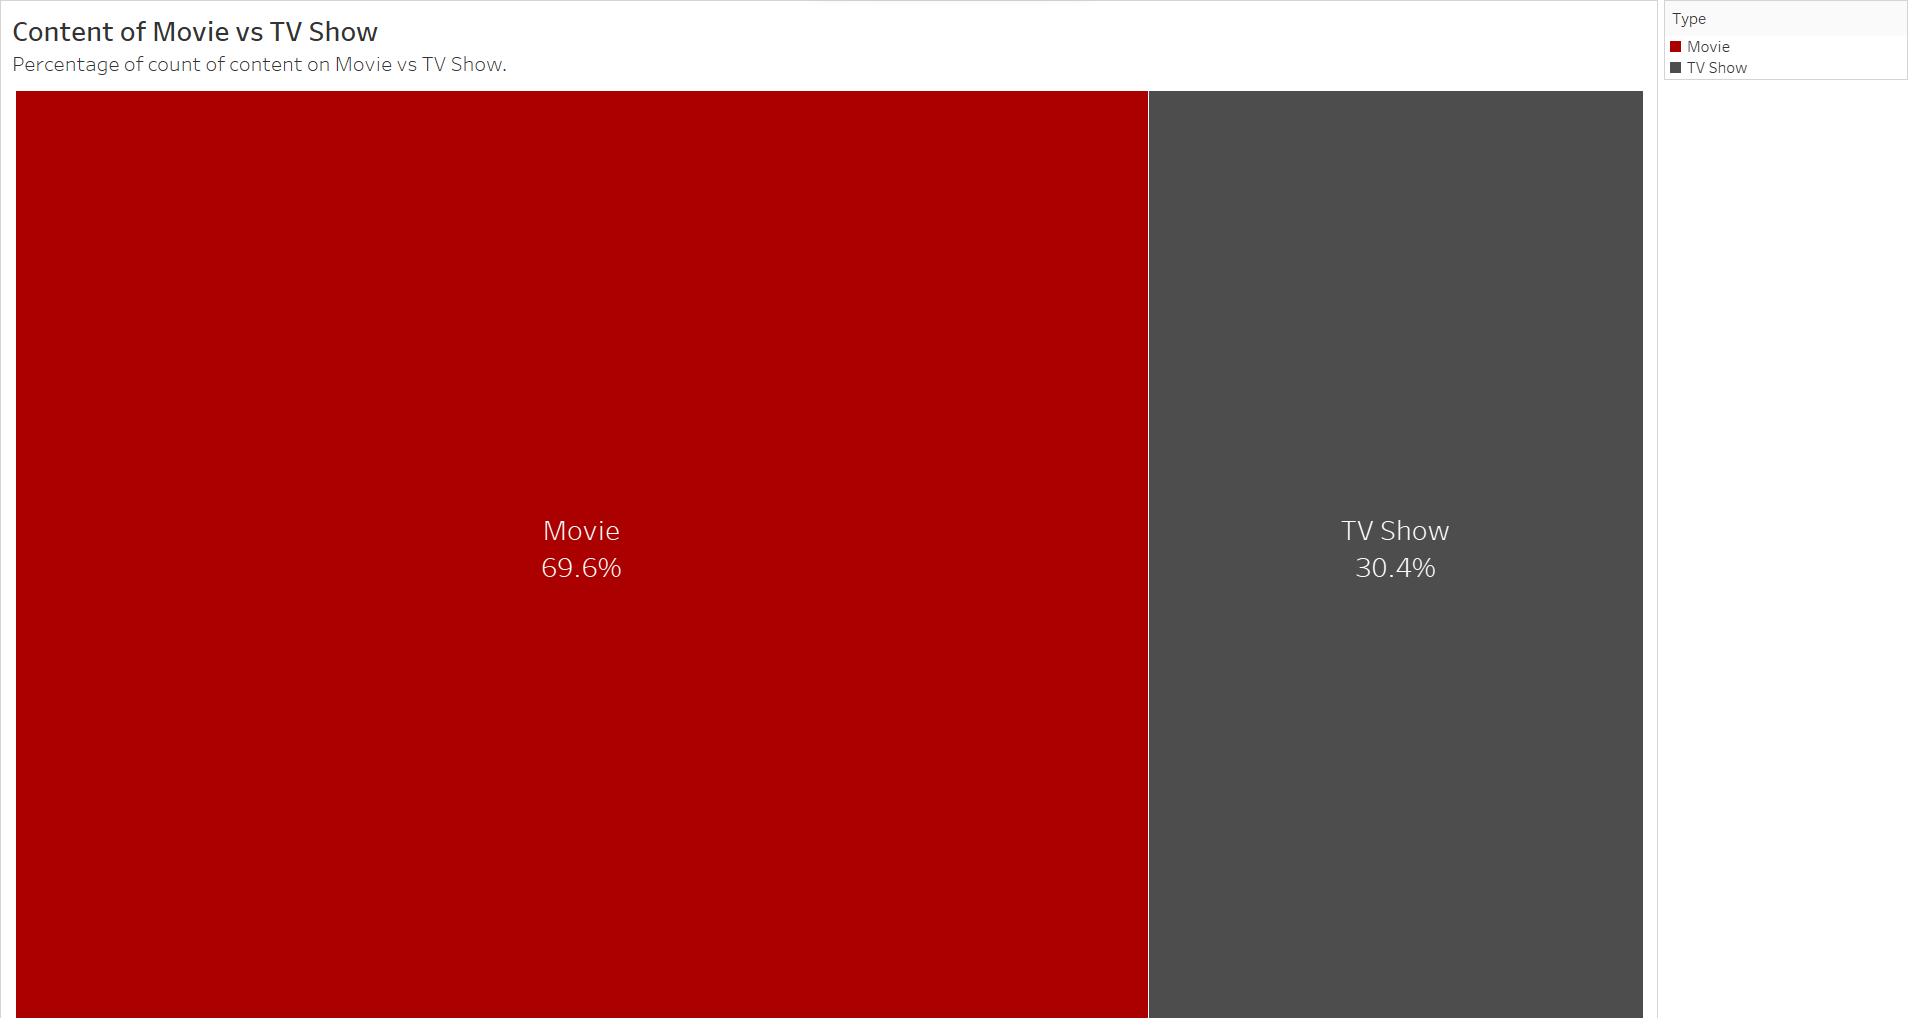 Content of Movie vs TV Show
Percentage of count of content on Movie vs TV Show.
Type
Movie
TV Show
Movie
69.6%
TV Show
30.4%